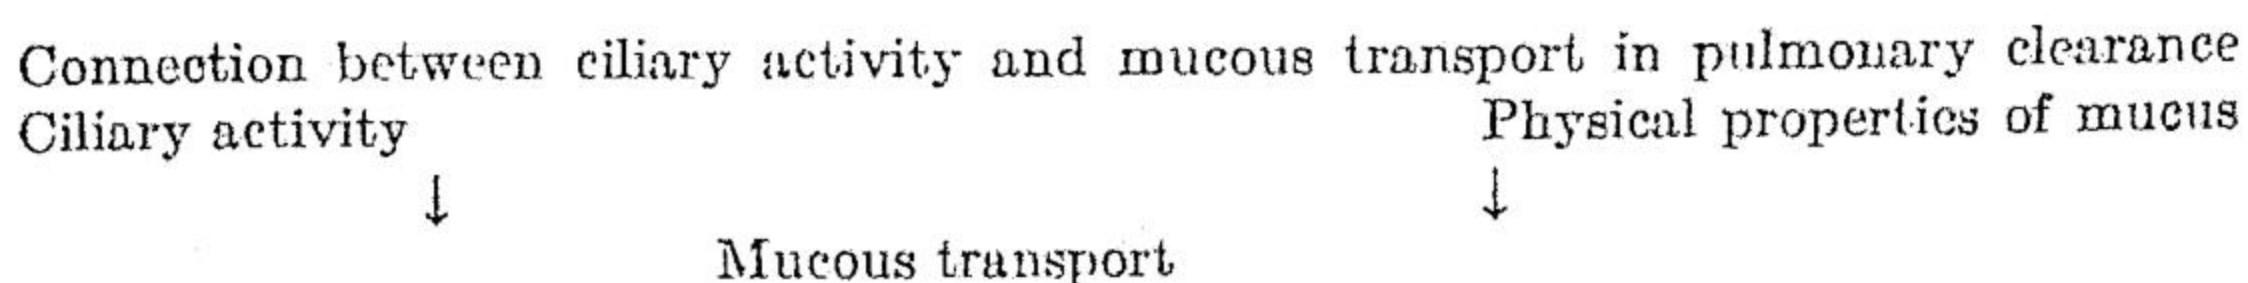 Connection between ciliary activity and mucous transport in pulmonary clearance
Ciliary activity Physical properties of mucus
↓ ↓
Mucous transport